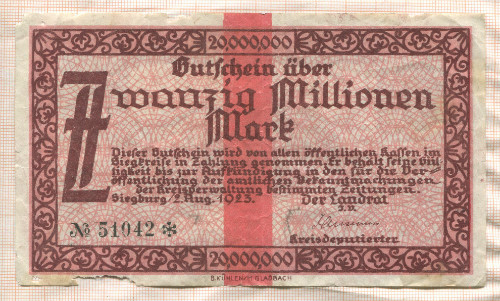 20,000,000
Gutschein über
Zwanzig Millionen
Mark
Dieser Gutschein wird von allen öffentlichen Kassen im
Siegkreise in Zahlung genommen. Er behält seine Gül-
tigkeit bis zur Aufkündigung in den für die Ver-
öffentlichung der amtlichen Bekanntmachungen
der Kreisverwaltung bestimmten Zeitungen.
Siegburg, 2. Aug. 1923. Der Landrat
№ 51042 ✻
Kreisdeputierter.
20,000,000
B. KÜHLEN, M. GLADBACH